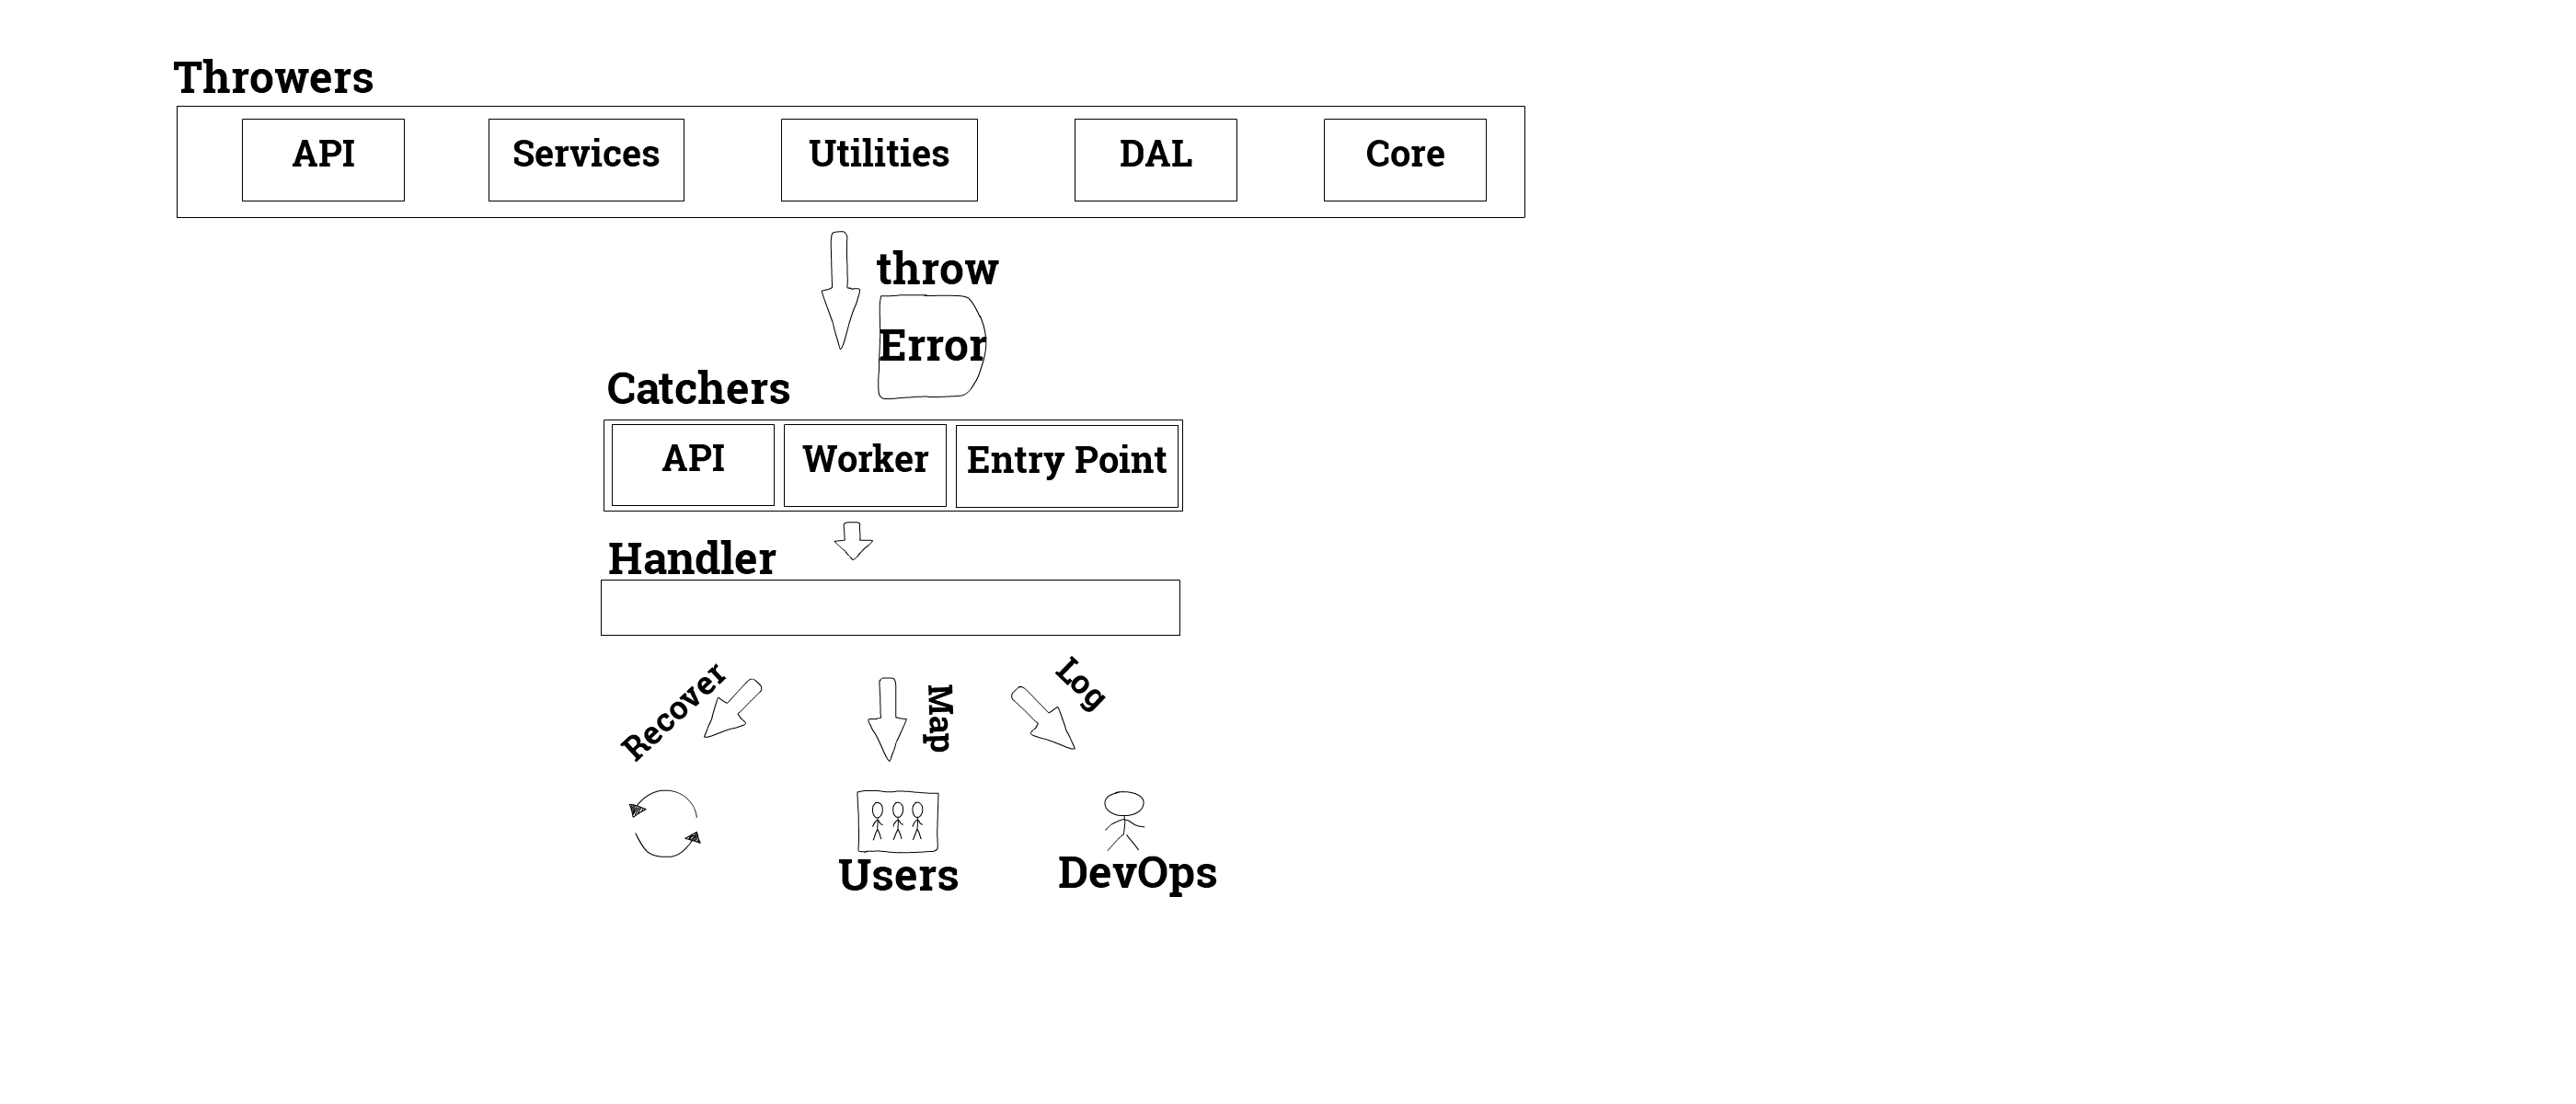 Throwers
API
Services
Utilities
DAL
Core
throw
Error
Catchers
API
Worker
Entry Point
Handler
Recover
Map
Log
Users
DevOps